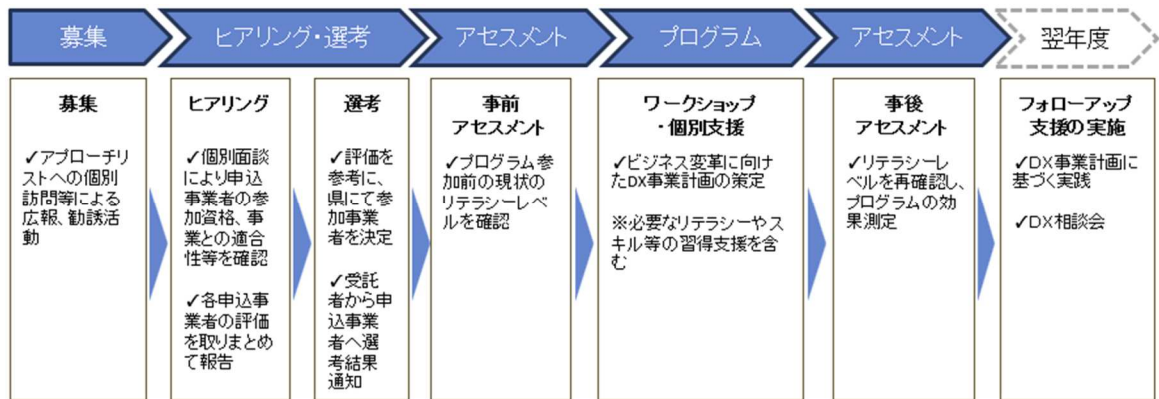 募集
ヒアリング・選考
アセスメント
プログラム
アセスメント
翌年度
募集
✓アプローチリ
ストへの個別
訪問等による
広報、勧誘活
動
ヒアリング
✓個別面談
により申込
事業者の参
加資格、事
業との適合
性等を確認
✓各申込事
業者の評価
を取りまとめ
て報告
選考
✓評価を
参考に、
県にて参
加事業
者を決定
✓受託
者から申
込事業
者へ選
考結果
通知
事前
アセスメント
✓プログラム参
加前の現状の
リテラシーレベ
ルを確認
ワークショップ
・個別支援
✓ビジネス変革に向け
たDX事業計画の策定
※必要なリテラシーやス
キル等の習得支援を含
む
事後
アセスメント
✓リテラシーレ
ベルを再確認し、
プログラムの効
果測定
フォローアップ
支援の実施
✓DX事業計画に
基づく実践
✓DX相談会